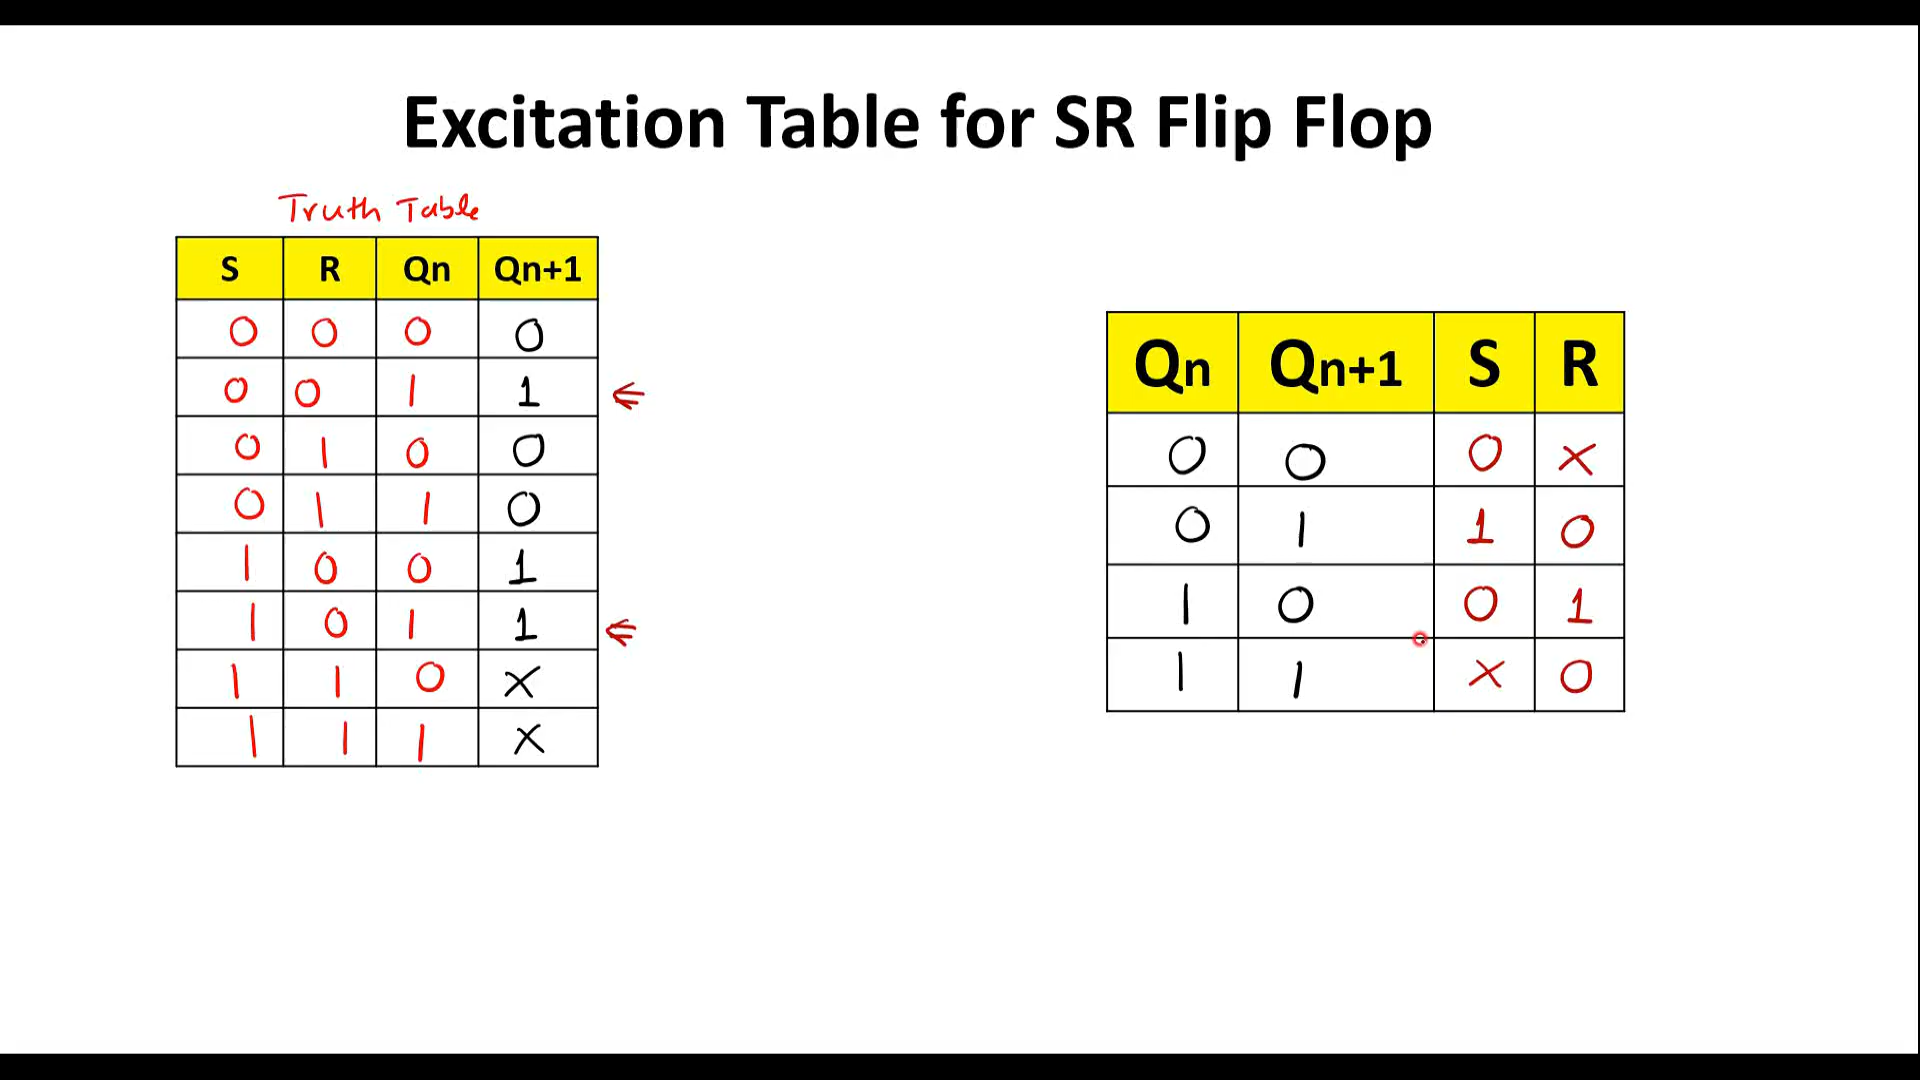 Excitation Table for SR Flip Flop
Truth Table
S R Qn Qn+1
0 0 0 0
0 0 1 1
0 1 0 0
0 1 1 0
1 0 0 1
1 0 1 1
1 1 0 x
1 1 1 x
Qn Qn+1 S R
0 0 0 x
0 1 1 0
1 0 0 1
1 1 x 0